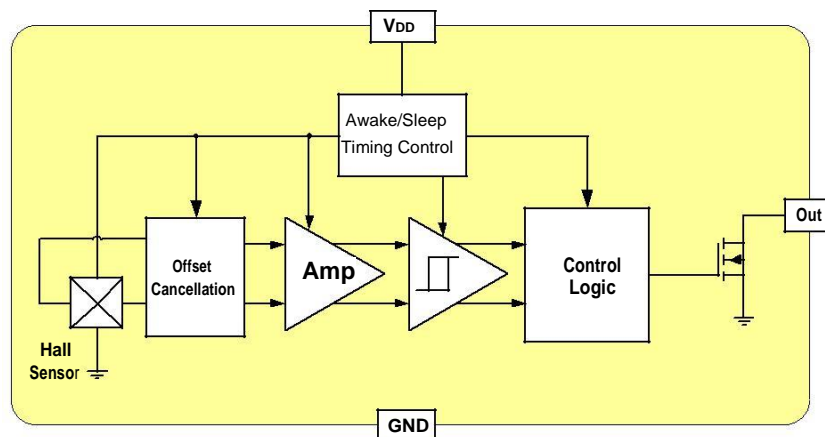 VDD
Awake/Sleep
Timing Control
Out
Offset
Cancellation
Amp
Control
Logic
Hall
Sensor
GND